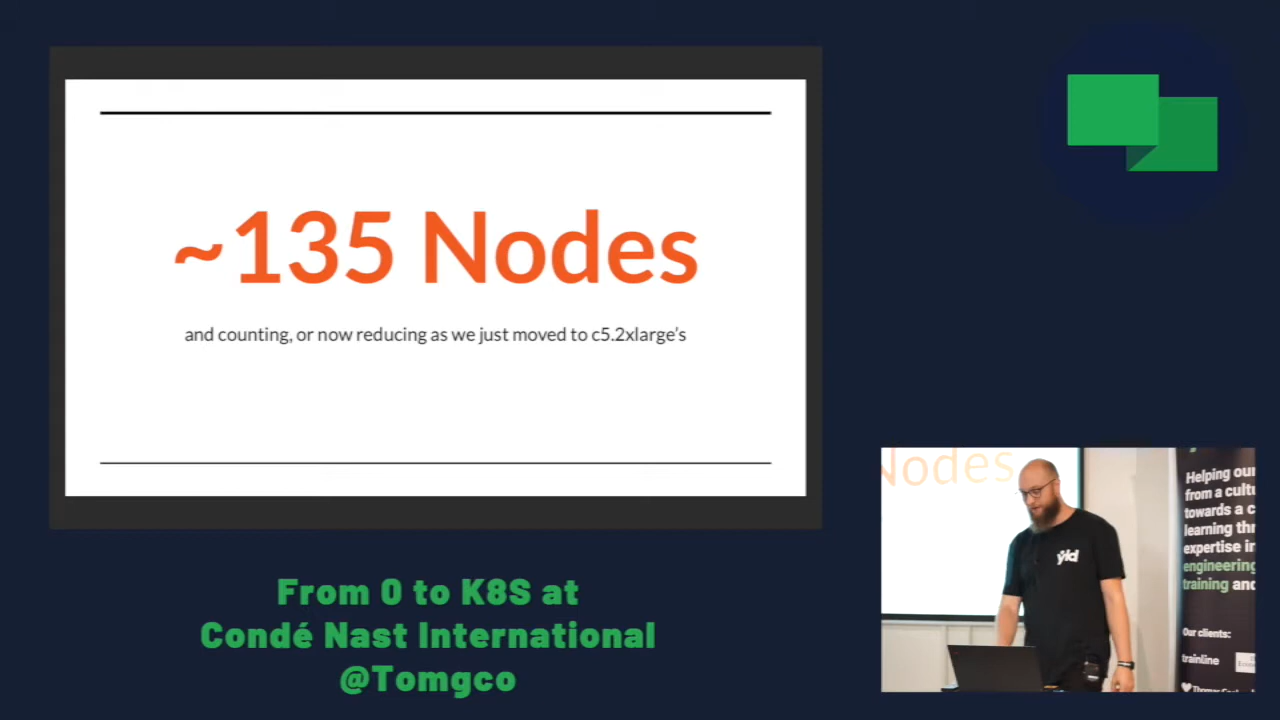 ~135 Nodes
and counting, or now reducing as we just moved to c5.2xlarge's
From 0 to K8S at
Condé Nast International
@Tomgco
Nodes
yld
Helping our
from a cultu
towards a c
learning thr
expertise in
engineering
training and
Our clients:
trainline